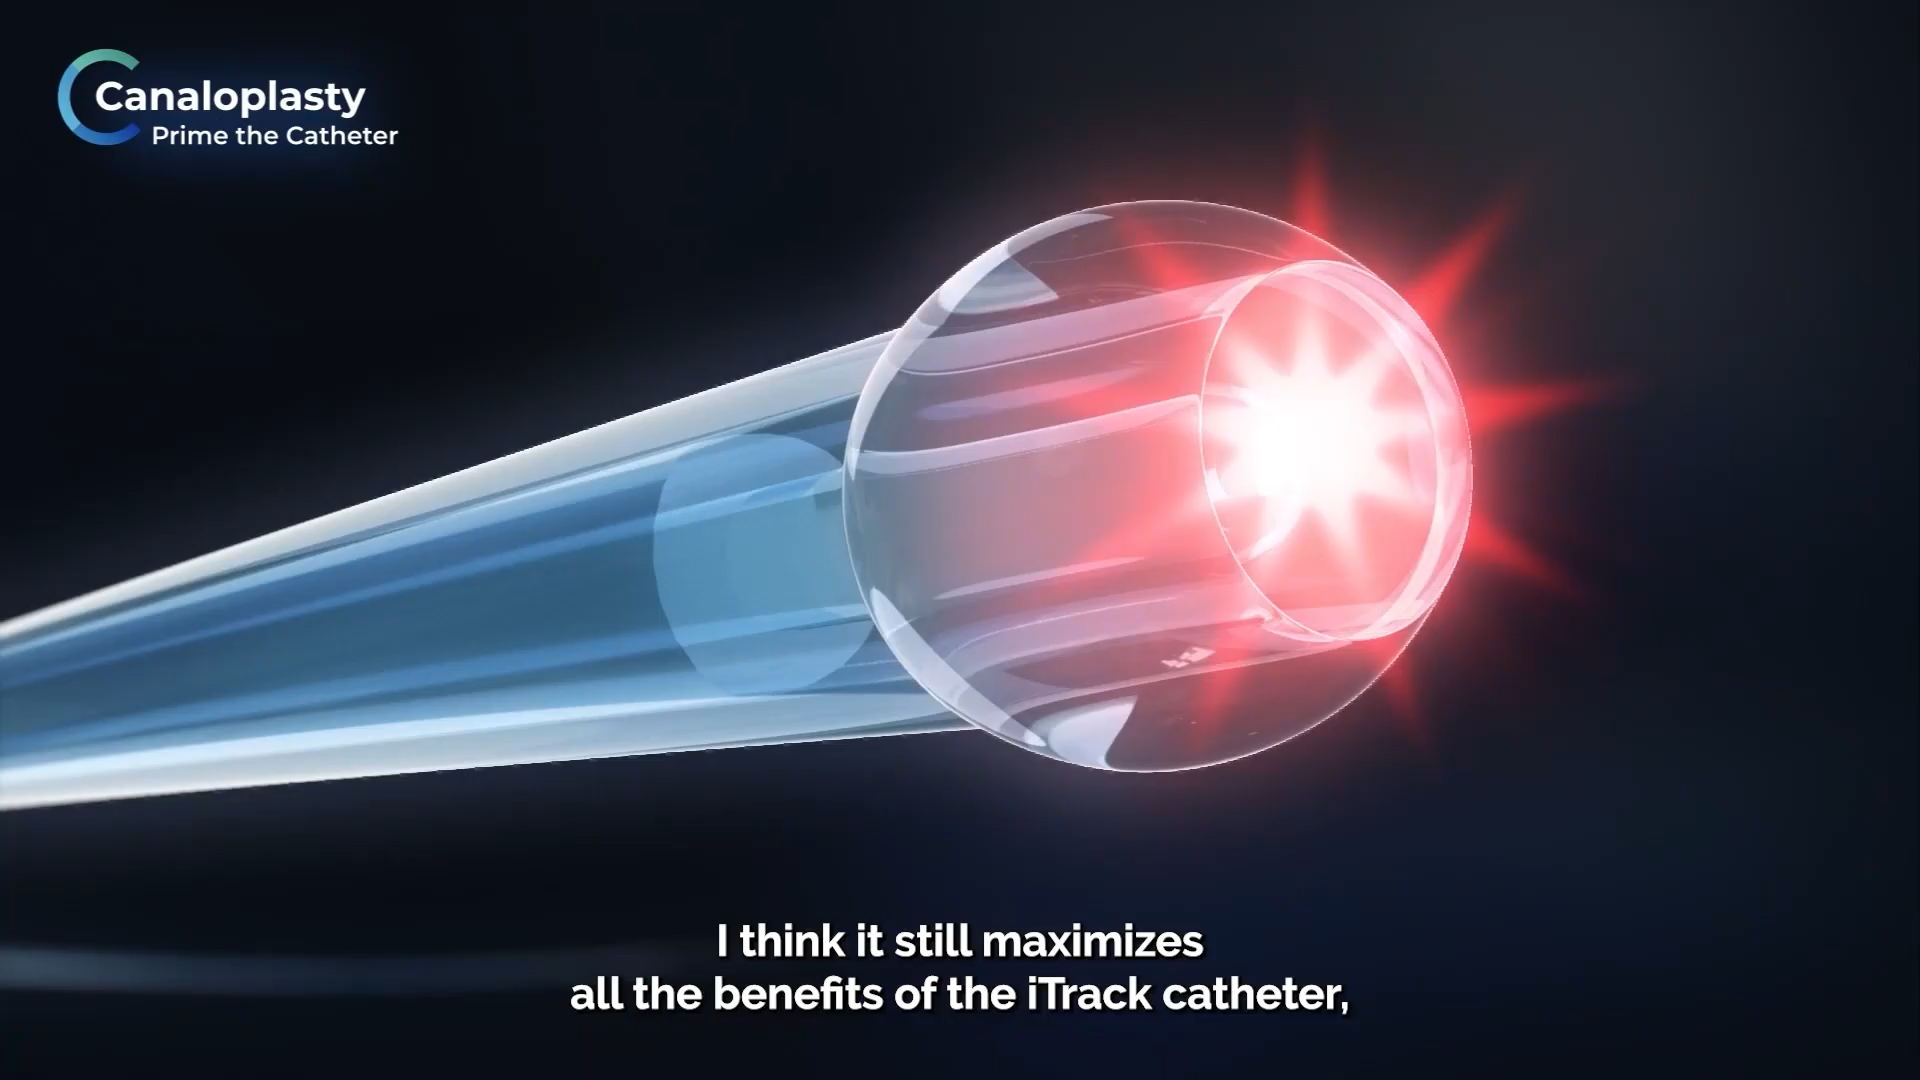 Canaloplasty
Prime the Catheter
I think it still maximizes
all the benefits of the iTrack catheter,